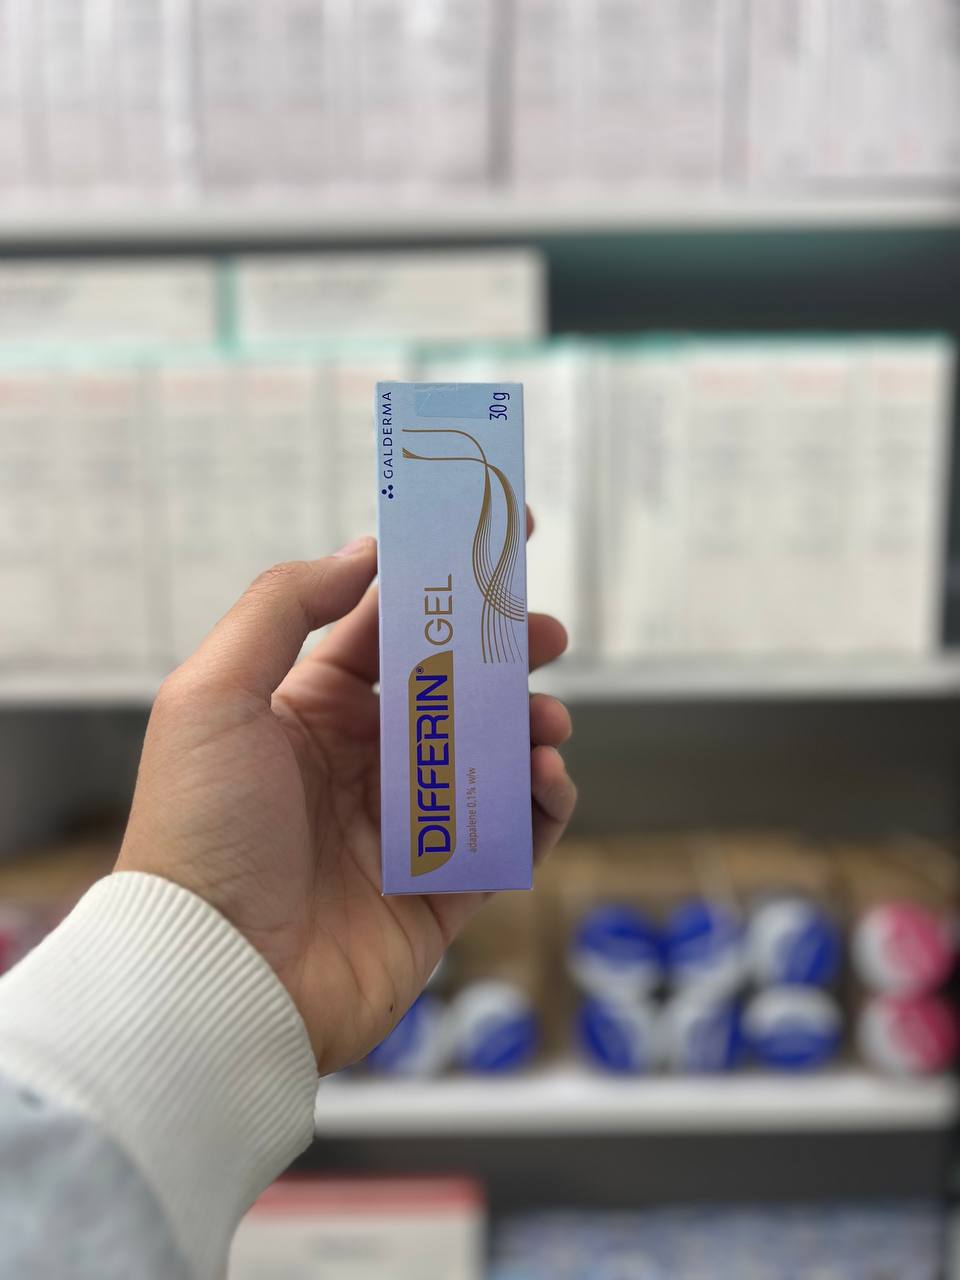 GALDERMA
30 g
DIFFERIN® GEL
adapalene 0.1% w/w